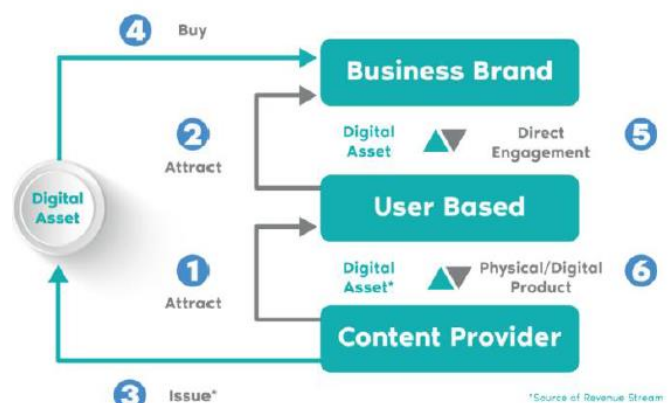 4 Buy
Business Brand
2
Attract
Digital
Asset
Direct
Engagement
5
Digital
Asset
User Based
1
Attract
Digital
Asset*
Physical/Digital
Product
6
Content Provider
3 Issue*
*Source of Revenue Stream